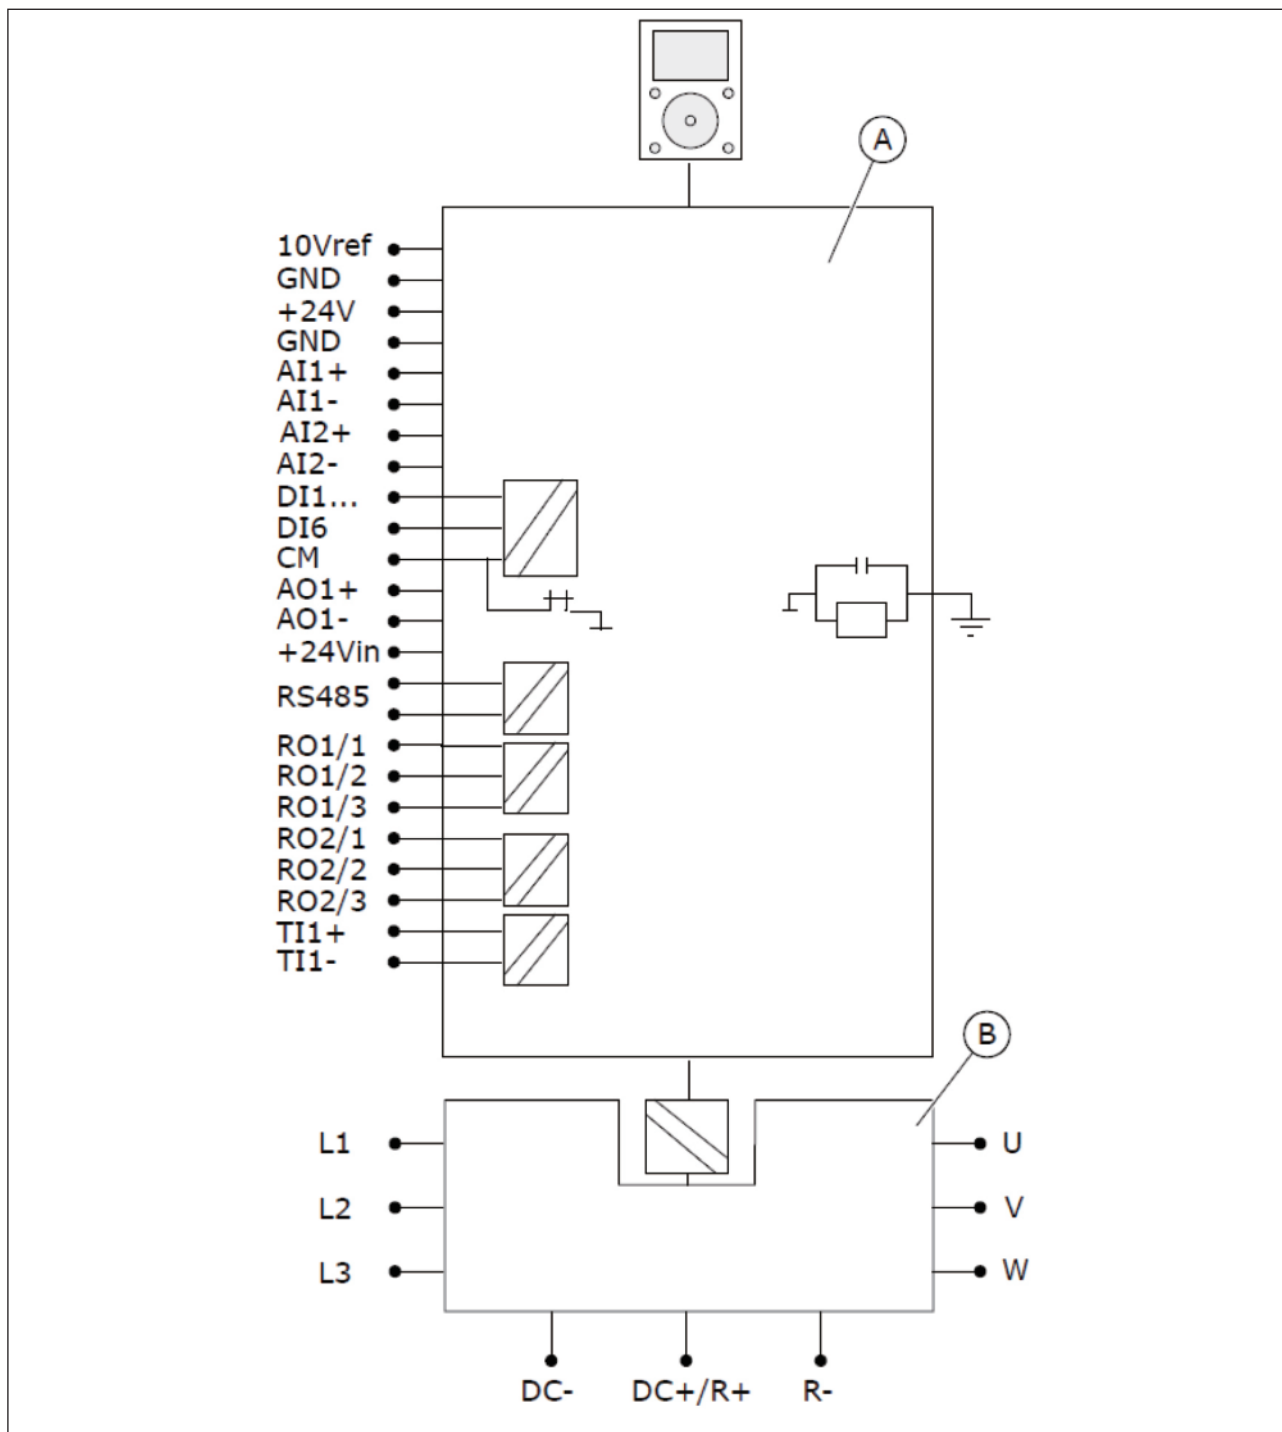 A
10Vref
GND
+24V
GND
AI1+
AI1-
AI2+
AI2-
DI1...
DI6
CM
AO1+
AO1-
+24Vin
RS485
RO1/1
RO1/2
RO1/3
RO2/1
RO2/2
RO2/3
TI1+
TI1-
B
L1 U
L2 V
L3 W
DC- DC+/R+ R-